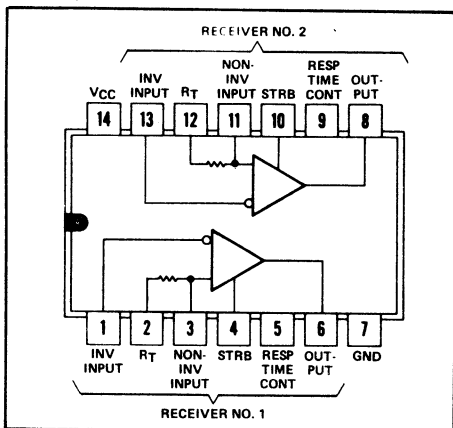 RECEIVER NO. 2
VCC
INV INPUT
RT
NON-INV INPUT
STRB
RESP TIME CONT
OUT-PUT
14 13 12 11 10 9 8
1 2 3 4 5 6 7
INV INPUT
RT
NON-INV INPUT
STRB
RESP TIME CONT
OUT-PUT
GND
RECEIVER NO. 1